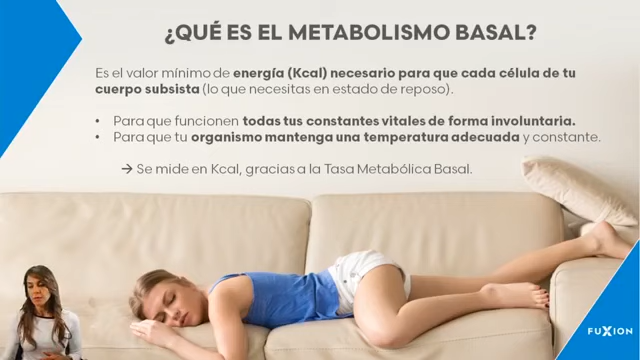 ¿QUÉ ES EL METABOLISMO BASAL?
Es el valor mínimo de energía (Kcal) necesario para que cada célula de tu
cuerpo subsista (lo que necesitas en estado de reposo).
• Para que funcionen todas tus constantes vitales de forma involuntaria.
• Para que tu organismo mantenga una temperatura adecuada y constante.
→ Se mide en Kcal, gracias a la Tasa Metabólica Basal.
FUXION